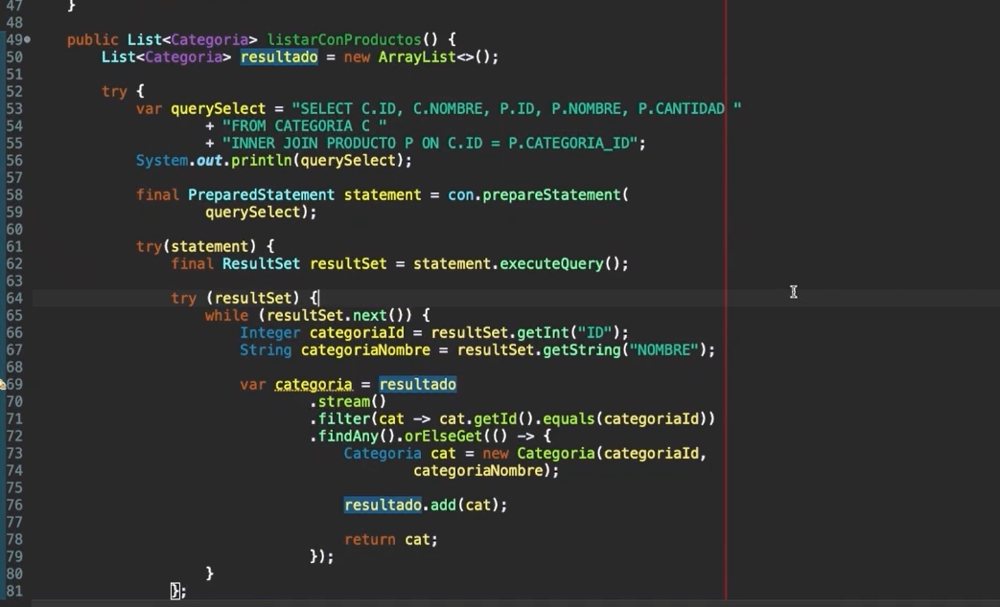 47 }
48
49 public List<Categoria> listarConProductos() {
50 List<Categoria> resultado = new ArrayList<>();
51
52 try {
53 var querySelect = "SELECT C.ID, C.NOMBRE, P.ID, P.NOMBRE, P.CANTIDAD "
54 + "FROM CATEGORIA C "
55 + "INNER JOIN PRODUCTO P ON C.ID = P.CATEGORIA_ID";
56 System.out.println(querySelect);
57
58 final PreparedStatement statement = con.prepareStatement(
59 querySelect);
60
61 try(statement) {
62 final ResultSet resultSet = statement.executeQuery();
63
64 try (resultSet) {
65 while (resultSet.next()) {
66 Integer categoriaId = resultSet.getInt("ID");
67 String categoriaNombre = resultSet.getString("NOMBRE");
68
69 var categoria = resultado
70 .stream()
71 .filter(cat -> cat.getId().equals(categoriaId))
72 .findAny().orElseGet(() -> {
73 Categoria cat = new Categoria(categoriaId,
74 categoriaNombre);
75
76 resultado.add(cat);
77
78 return cat;
79 });
80 }
81 };